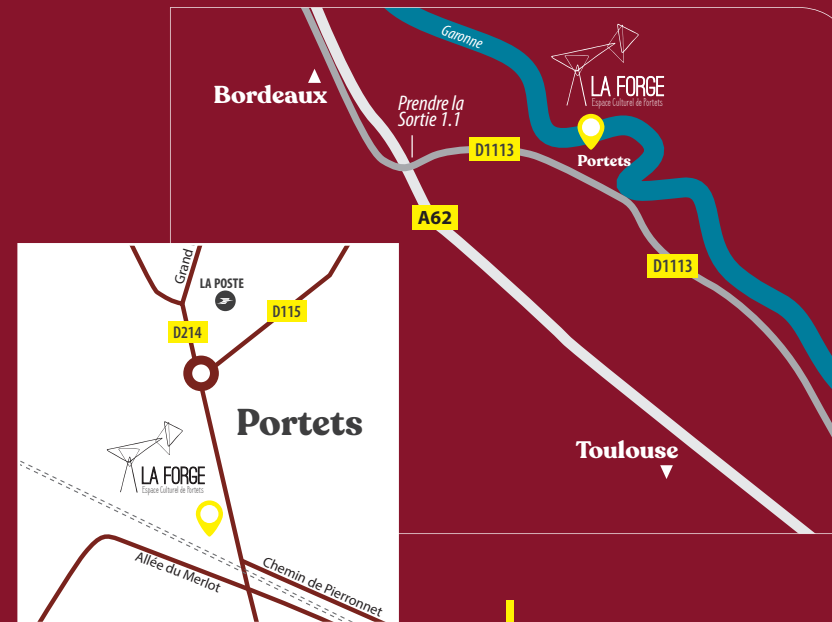 Garonne
LA FORGE
Espace Culturel de Portets
Bordeaux
Prendre la
Sortie 1.1
D1113
Portets
A62
D1113
Toulouse
Grand
LA POSTE
D115
D214
Portets
LA FORGE
Espace Culturel de Portets
Allée du Merlot
Chemin de Pierronnet